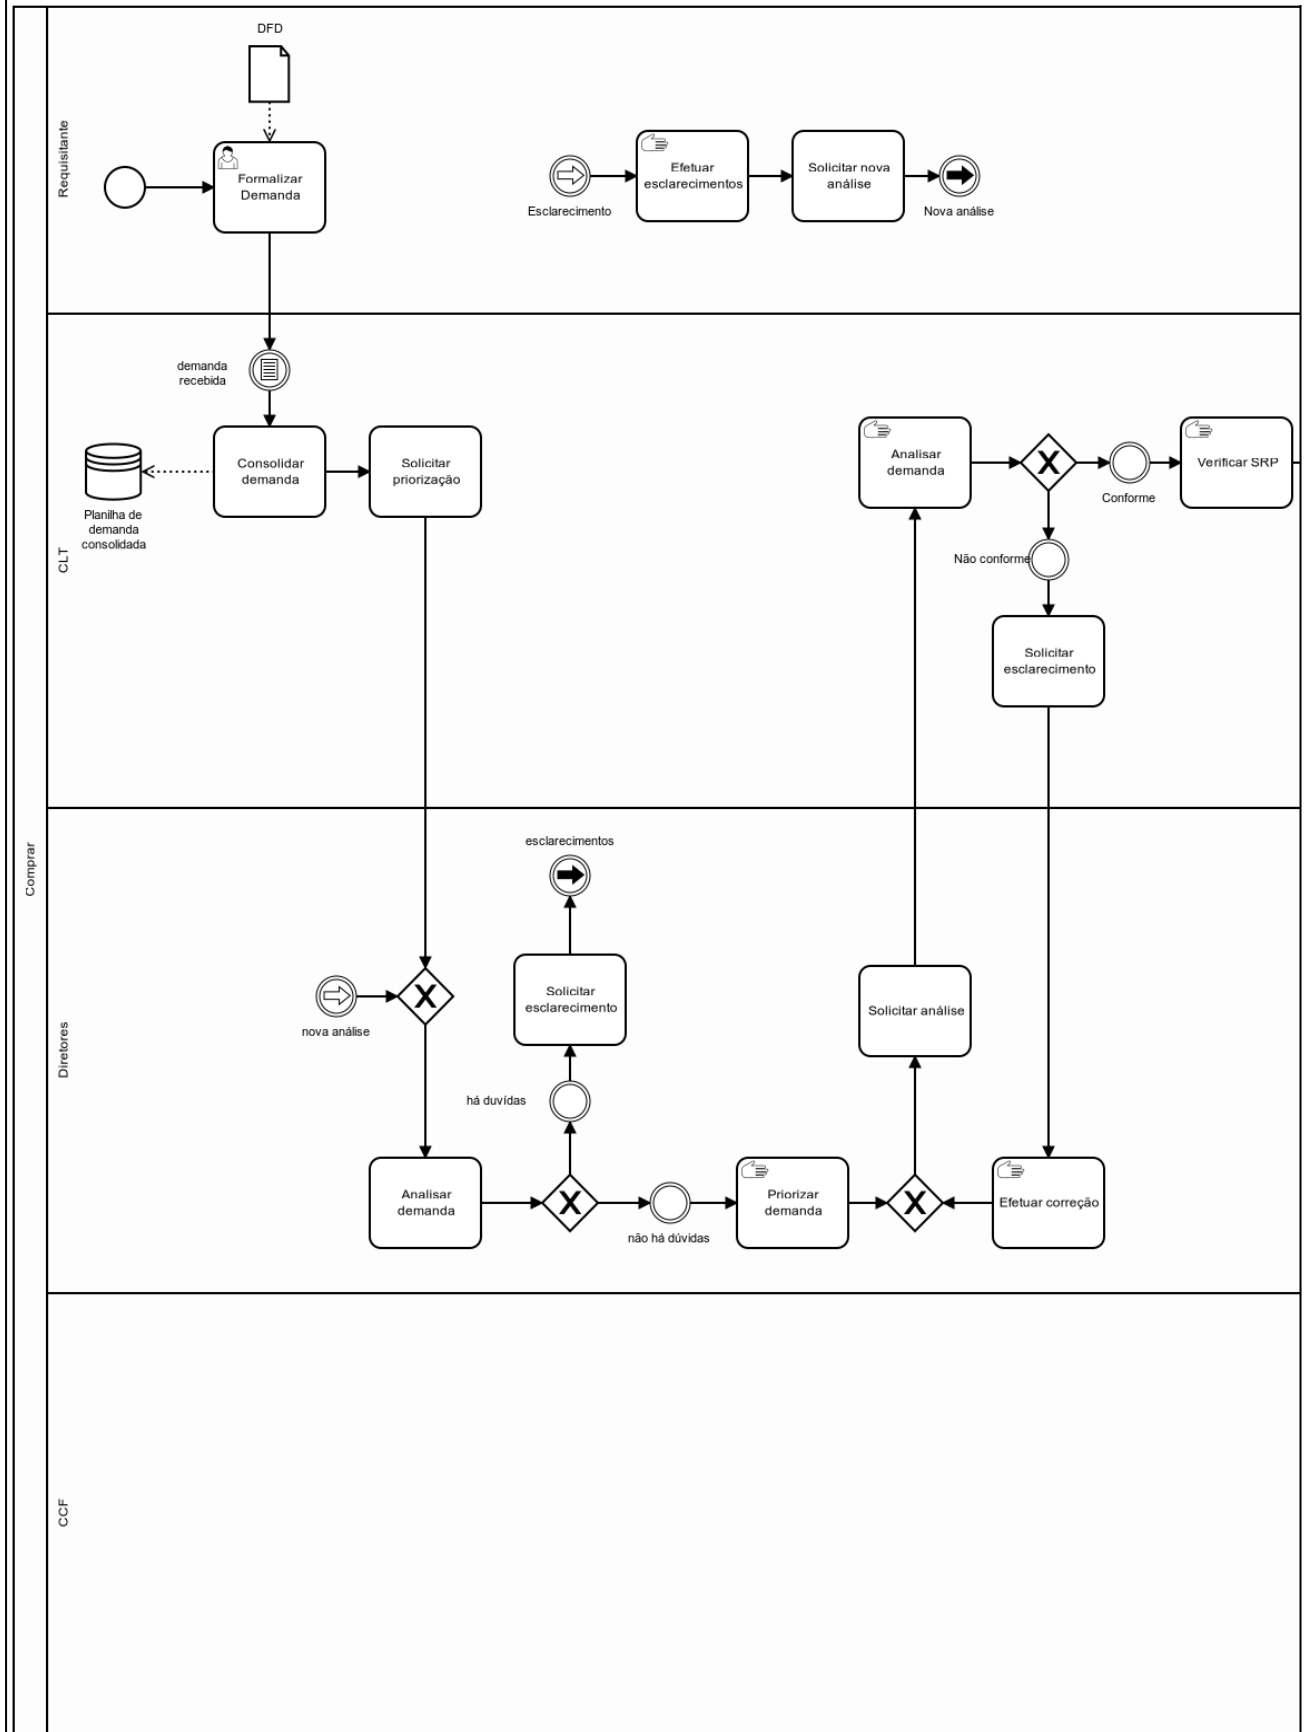 Comprar
Requisitante
DFD
Formalizar
Demanda
Esclarecimento
Efetuar
esclarecimentos
Solicitar nova
análise
Nova análise
CLT
demanda
recebida
Planilha de
demanda
consolidada
Consolidar
demanda
Solicitar
priorização
Analisar
demanda
Conforme
Verificar SRP
Não conforme
Solicitar
esclarecimento
Diretores
esclarecimentos
Solicitar
esclarecimento
nova análise
há duvídas
Analisar
demanda
não há dúvidas
Priorizar
demanda
Solicitar análise
Efetuar correção
CCF